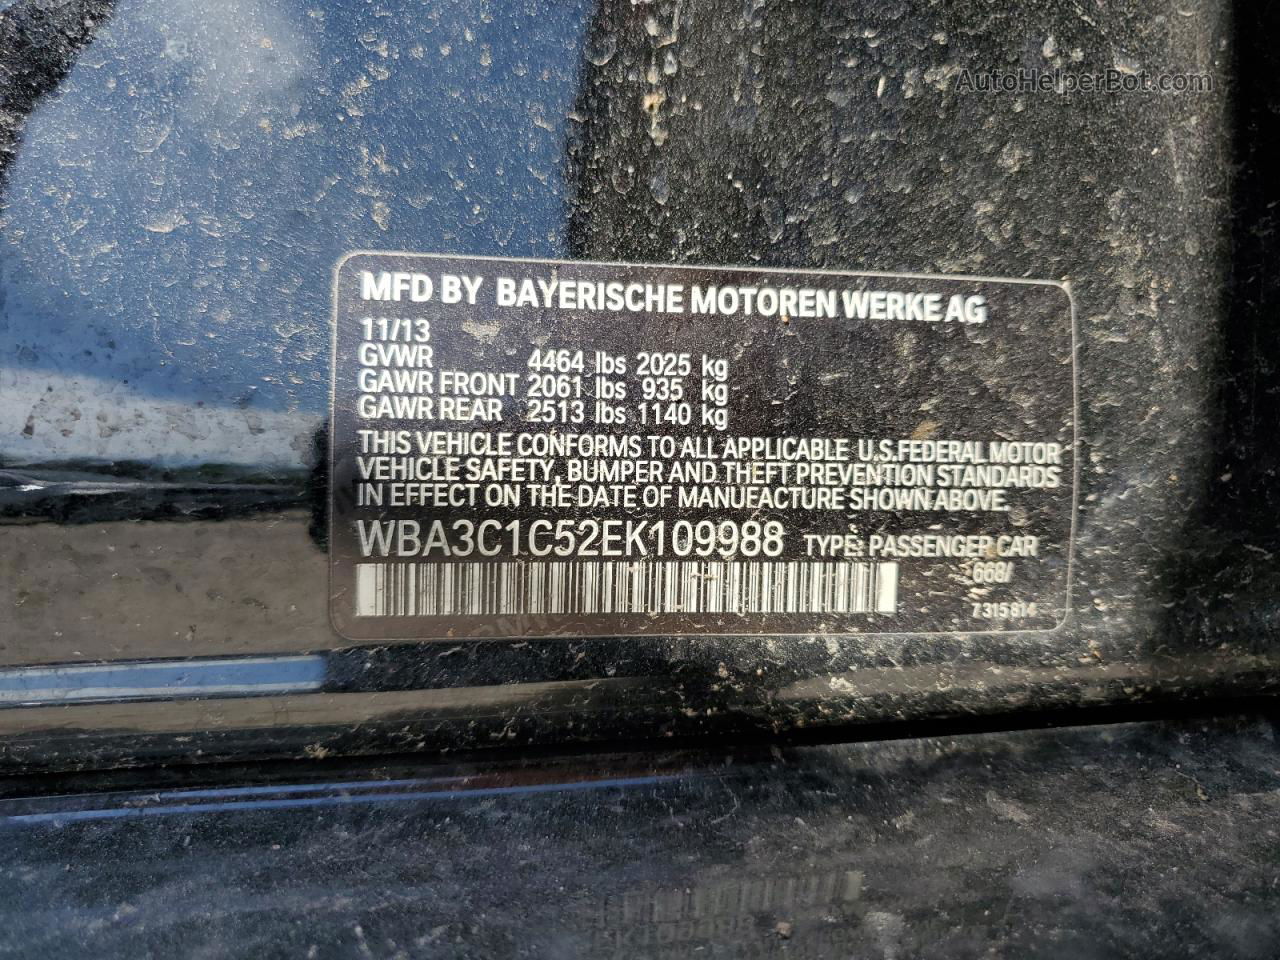 AutoHelperBot.com
MFD BY BAYERISCHE MOTOREN WERKE AG
11/13
GVWR 4464 lbs 2025 kg
GAWR FRONT 2061 lbs 935 kg
GAWR REAR 2513 lbs 1140 kg
THIS VEHICLE CONFORMS TO ALL APPLICABLE U.S.FEDERAL MOTOR
VEHICLE SAFETY, BUMPER AND THEFT PREVENTION STANDARDS
IN EFFECT ON THE DATE OF MANUFACTURE SHOWN ABOVE.
WBA3C1C52EK109988 TYPE: PASSENGER CAR
668/
7 315 814